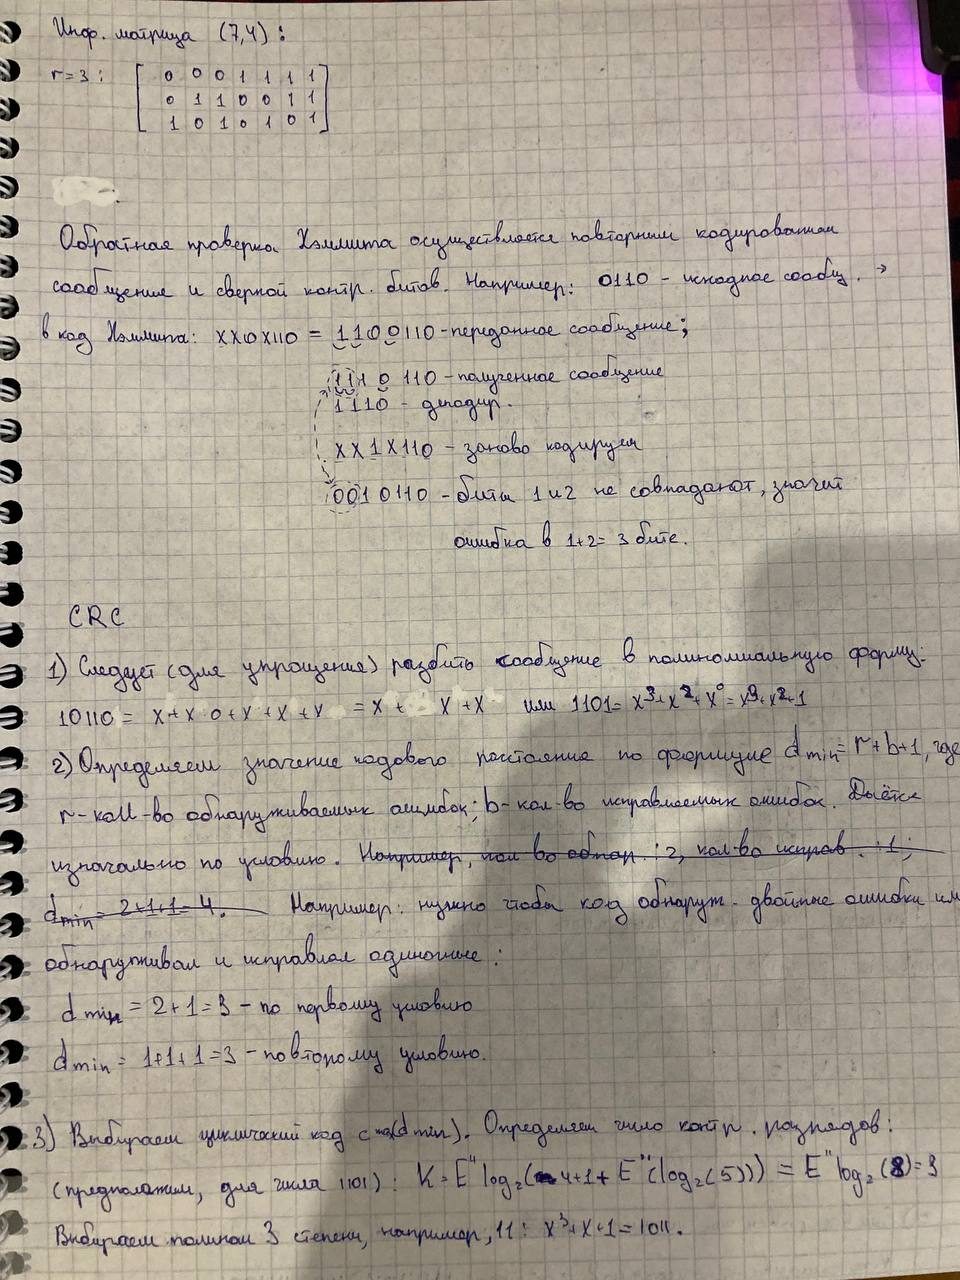 Инф. матрица (7,4):
r=3: 0 0 0 1 1 1 1
0 1 1 0 0 1 1
1 0 1 0 1 0 1
Обратная проверка Хэмминга осуществляется повторным кодированием
сообщение и сверкой контр. битов. Например: 0110 - исходное сообщ. →
в код Хэмминга: XX0X110 = 1100110 - переданное сообщение;
1110110 - полученное сообщение
1110 - декодир.
XX1X110 - заново кодируем
0010110 - биты 1 и 2 не совпадают, значит
ошибка в 1+2=3 бите.
CRC
1) Следует (для упрощения) разбить сообщение в полиномиальную форму:
10110 = x+x 0+x+x+x = x+ x+x или 1101= x³+x²+x⁰=x³+x²+1
2) Определяем значение кодового расстояние по формуле dmin=r+b+1, где
r-кол-во обнаруживаемых ошибок; b-кол-во исправляемых ошибок. Даётся
изначально по условию. Например, кол-во обнар.: 2, кол-во исправ.: 1;
dmin=2+1+1=4. Например: нужно чтобы код обнаруж. двойные ошибки или
обнаруживал и исправлял одиночные:
dmin = 2+1=3 - по первому условию
dmin = 1+1+1=3 - по второму условию.
3) Выбираем циклический код с (dmin). Определяем число контр. разрядов:
(предположим, для числа 1101): K=E"log₂(4+1+E"(log₂(5))) = E"log₂(8)=3
Выбираем полином 3 степени, например, 11: x³+x+1=1011.